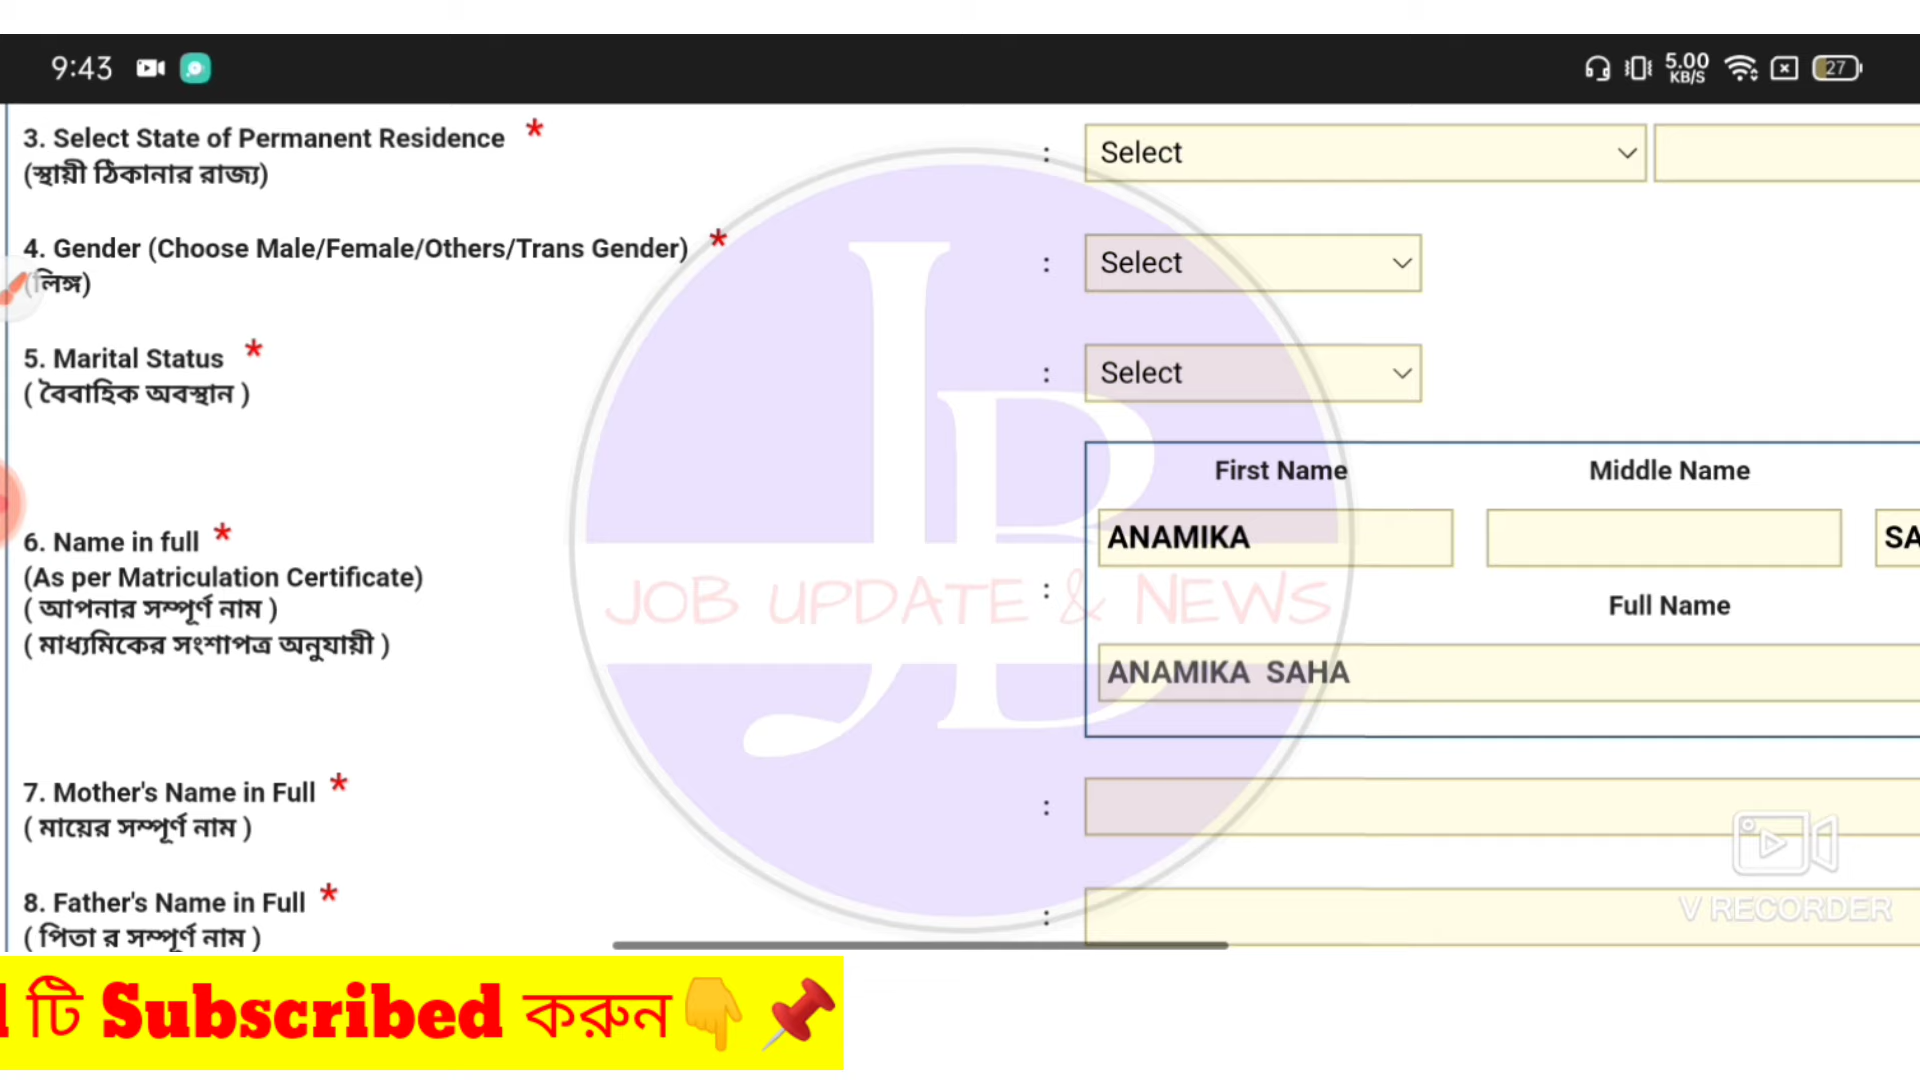 9:43 5.00 KB/S 27
3. Select State of Permanent Residence * : Select
(স্থায়ী ঠিকানার রাজ্য)
4. Gender (Choose Male/Female/Others/Trans Gender) * : Select
(লিঙ্গ)
5. Marital Status * : Select
( বৈবাহিক অবস্থান )
First Name Middle Name
6. Name in full * ANAMIKA SA
(As per Matriculation Certificate) :
( আপনার সম্পূর্ণ নাম ) Full Name
( মাধ্যমিকের সংশাপত্র অনুযায়ী )
ANAMIKA SAHA
JB
JOB UPDATE & NEWS
7. Mother's Name in Full * :
( মায়ের সম্পূর্ণ নাম )
8. Father's Name in Full * :
( পিতা র সম্পূর্ণ নাম )
V RECORDER
টি Subscribed করুন